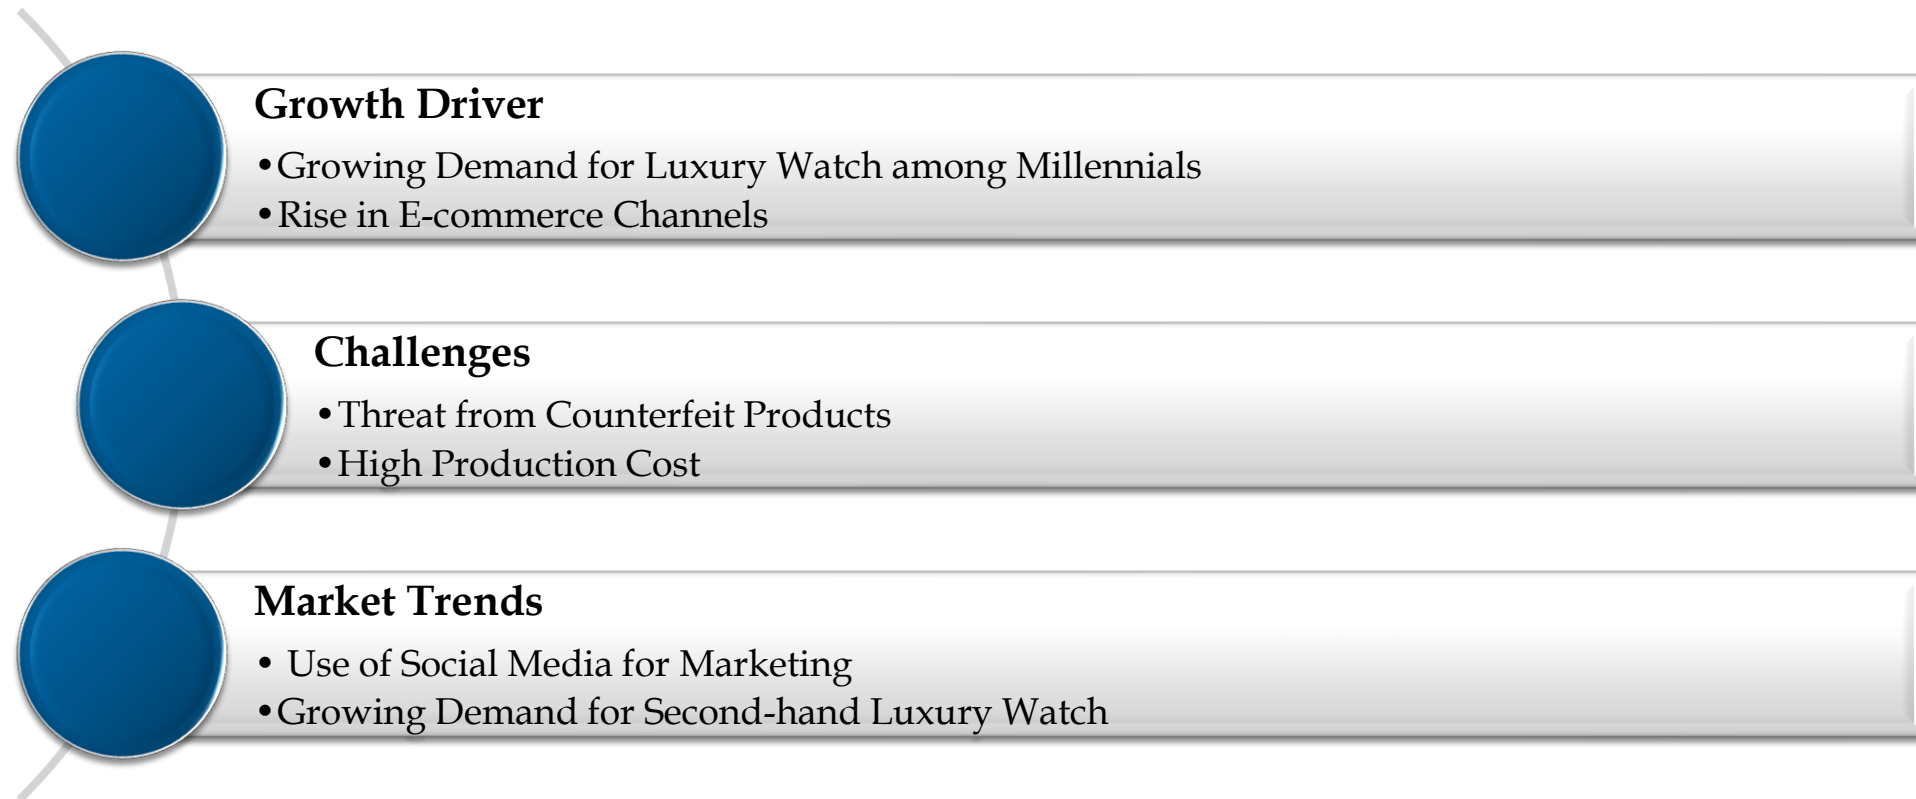 Growth Driver
•Growing Demand for Luxury Watch among Millennials
•Rise in E-commerce Channels
Challenges
•Threat from Counterfeit Products
•High Production Cost
Market Trends
• Use of Social Media for Marketing
•Growing Demand for Second-hand Luxury Watch